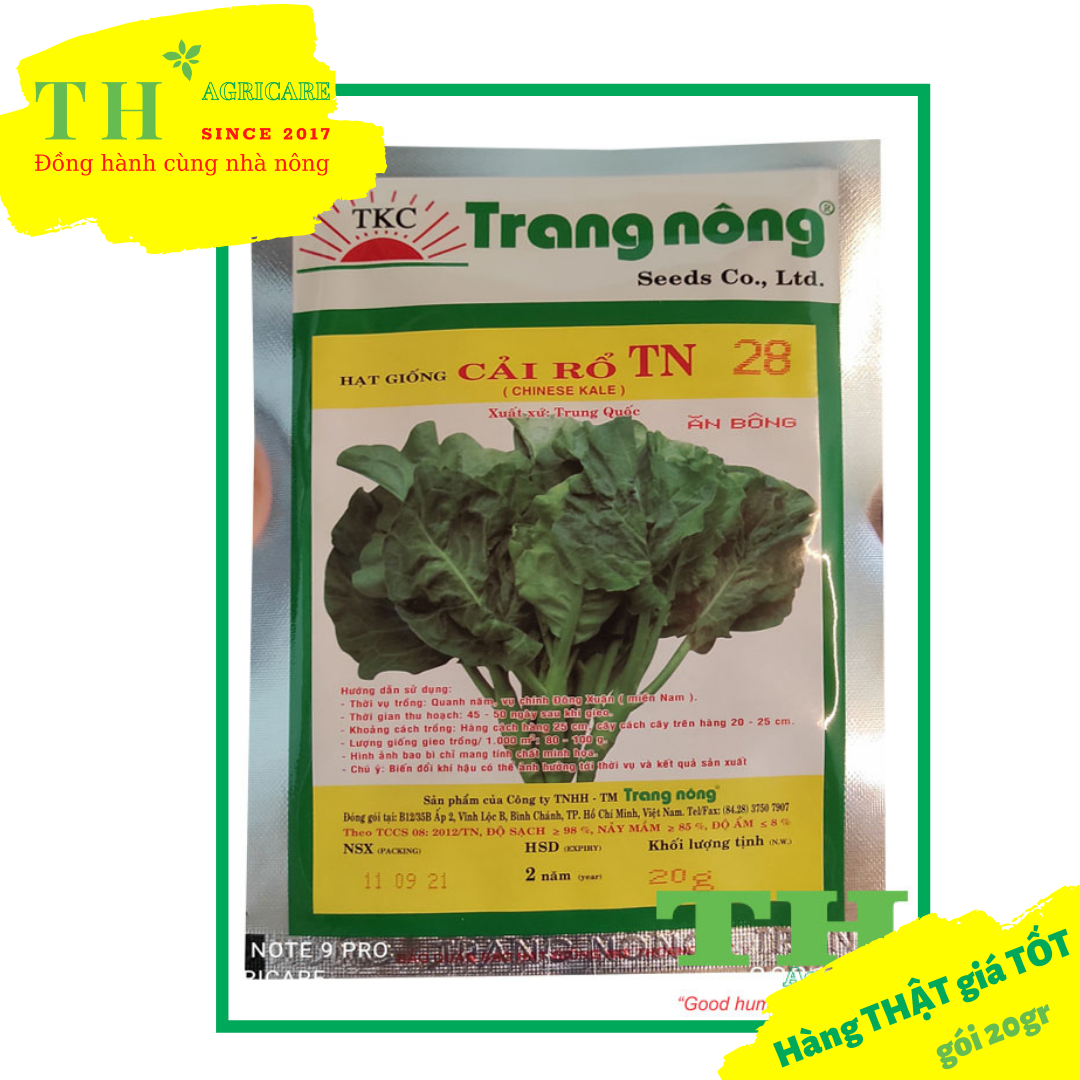 TH AGRICARE
SINCE 2017
Đồng hành cùng nhà nông
TKC
Trang nông®
Seeds Co., Ltd.
HẠT GIỐNG CẢI RỔ TN 28
( CHINESE KALE )
Xuất xứ: Trung Quốc
ĂN BÔNG
Hướng dẫn sử dụng:
- Thời vụ trồng: Quanh năm, vụ chính Đông Xuân ( miền Nam ).
- Thời gian thu hoạch: 45 - 50 ngày sau khi gieo.
- Khoảng cách trồng: Hàng cách hàng 25 cm, cây cách cây trên hàng 20 - 25 cm.
- Lượng giống gieo trồng/ 1.000 m²: 80 - 100 g.
- Hình ảnh bao bì chỉ mang tính chất minh họa.
- Chú ý: Biến đổi khí hậu có thể ảnh hưởng tới thời vụ và kết quả sản xuất
Sản phẩm của Công ty TNHH - TM Trang nông®
Đóng gói tại: B12/35B Ấp 2, Vĩnh Lộc B, Bình Chánh, TP. Hồ Chí Minh, Việt Nam. Tel/Fax: (84.28) 3750 7907
Theo TCCS 08: 2012/TN, ĐỘ SẠCH ≥ 98 %, NẢY MẦM ≥ 85 %, ĐỘ ẨM ≤ 8 %
NSX (PACKING) HSD (EXPIRY) Khối lượng tịnh (N.W.)
11 09 21 2 năm (year) 20g
TH
NOTE 9 PRO
"Good hum
Hàng THẬT giá TỐT
gói 20gr